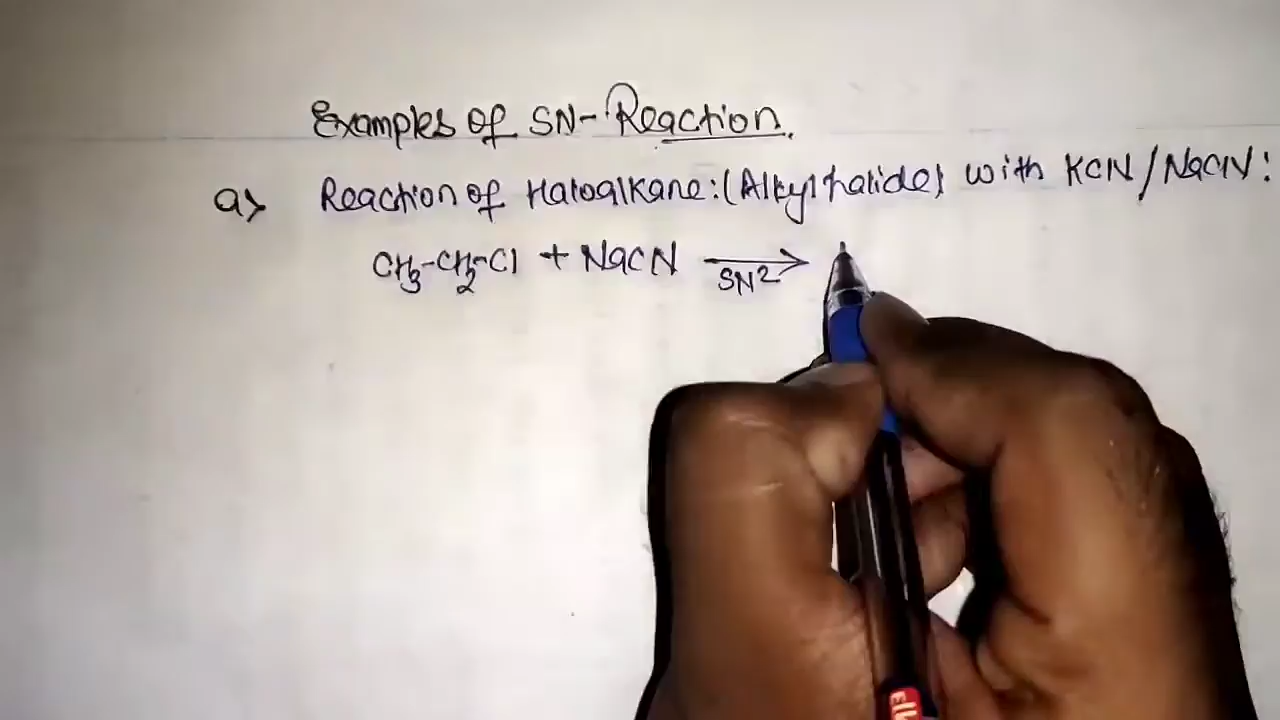 Examples of SN-Reaction.
a> Reaction of Haloalkane:(Alkyl halide) with KCN/NaCN:
CH3-CH2-Cl + NaCN SN2